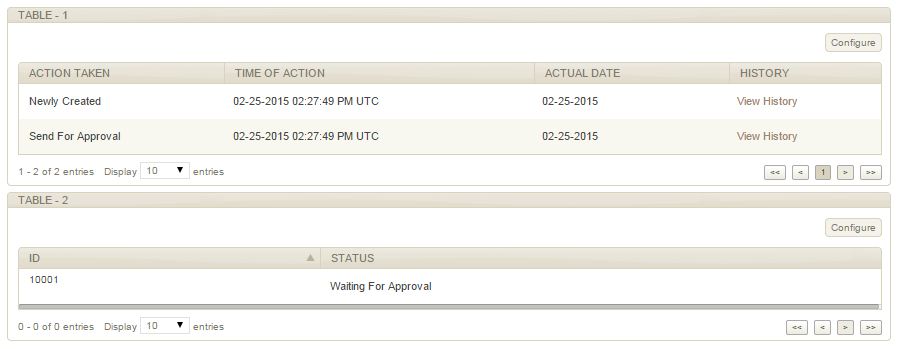 TABLE - 1
Configure
ACTION TAKEN TIME OF ACTION ACTUAL DATE HISTORY
Newly Created 02-25-2015 02:27:49 PM UTC 02-25-2015 View History
Send For Approval 02-25-2015 02:27:49 PM UTC 02-25-2015 View History
1 - 2 of 2 entries Display 10 entries << < 1 > >>
TABLE - 2
Configure
ID STATUS
10001 Waiting For Approval
0 - 0 of 0 entries Display 10 entries << < > >>